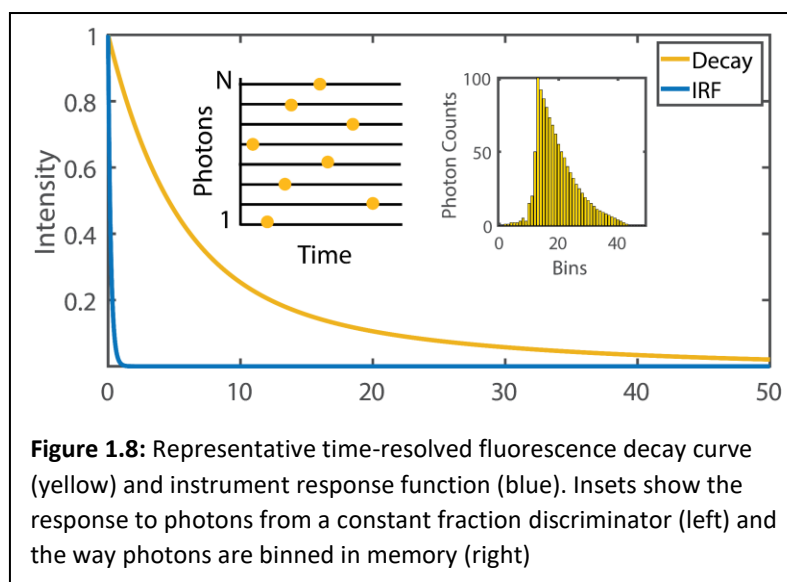 1
0.8
0.6
0.4
0.2
Intensity
0
10
20
30
40
50
N
Photons
1
Time
100
50
0
Photon Counts
0
20
40
Bins
Decay
IRF
Figure 1.8: Representative time-resolved fluorescence decay curve
(yellow) and instrument response function (blue). Insets show the
response to photons from a constant fraction discriminator (left) and
the way photons are binned in memory (right)